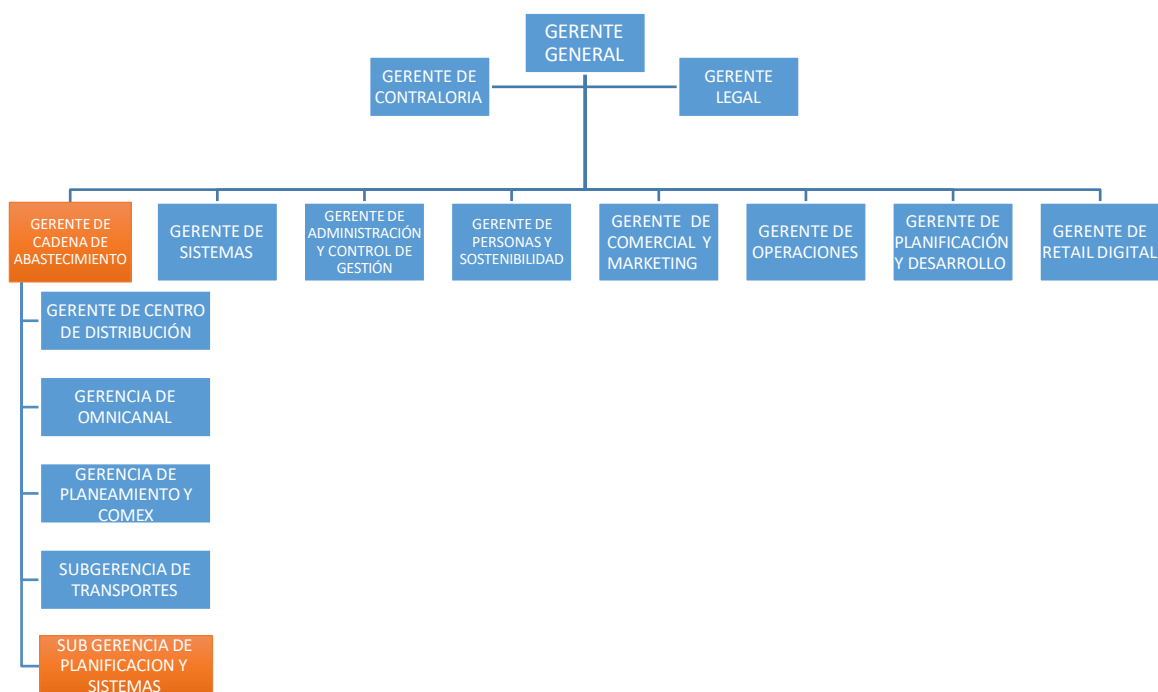 GERENTE
GENERAL
GERENTE DE
CONTRALORIA
GERENTE
LEGAL
GERENTE DE
CADENA DE
ABASTECIMIENTO
GERENTE DE
SISTEMAS
GERENTE DE
ADMINISTRACIÓN
Y CONTROL DE
GESTIÓN
GERENTE DE
PERSONAS Y
SOSTENIBILIDAD
GERENTE DE
COMERCIAL Y
MARKETING
GERENTE DE
OPERACIONES
GERENTE DE
PLANIFICACIÓN
Y DESARROLLO
GERENTE DE
RETAIL DIGITAL
GERENTE DE CENTRO
DE DISTRIBUCIÓN
GERENCIA DE
OMNICANAL
GERENCIA DE
PLANEAMIENTO Y
COMEX
SUBGERENCIA DE
TRANSPORTES
SUB GERENCIA DE
PLANIFICACION Y
SISTEMAS